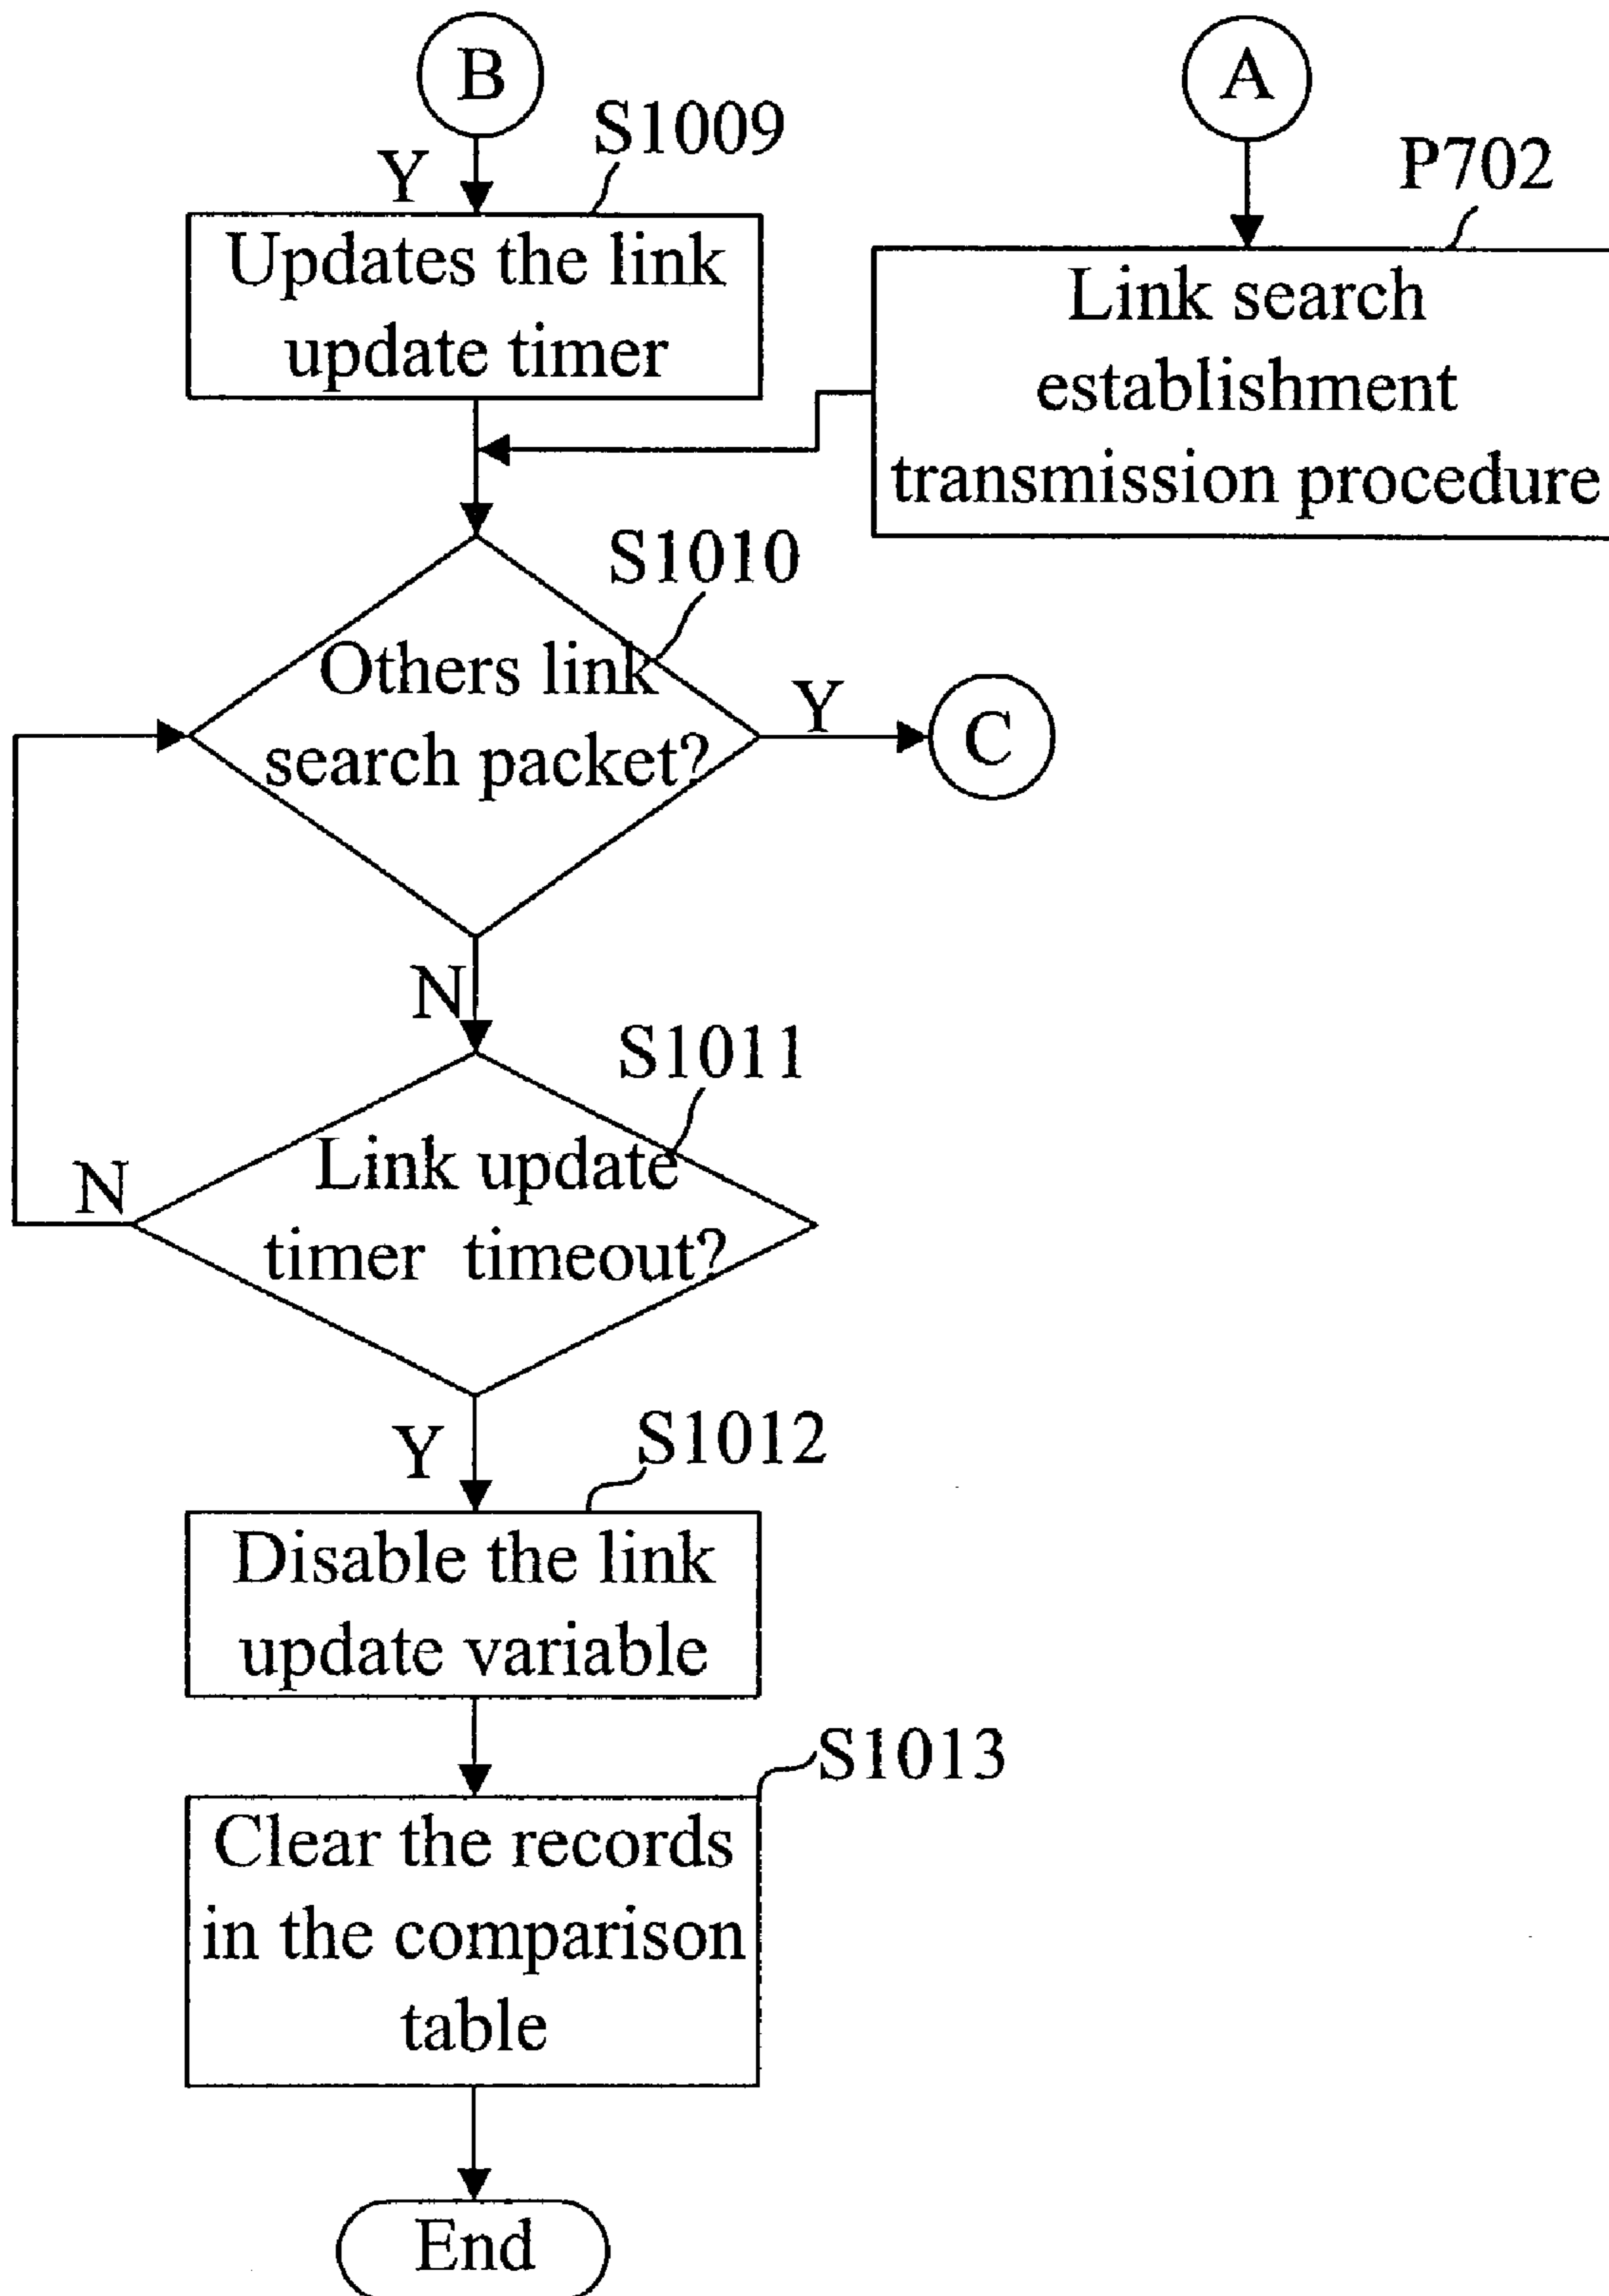 B
A
Y
S1009
P702
Updates the link
update timer
Link search
establishment
transmission procedure
S1010
Others link
search packet?
Y
C
N
S1011
Link update
timer timeout?
N
Y
S1012
Disable the link
update variable
S1013
Clear the records
in the comparison
table
End